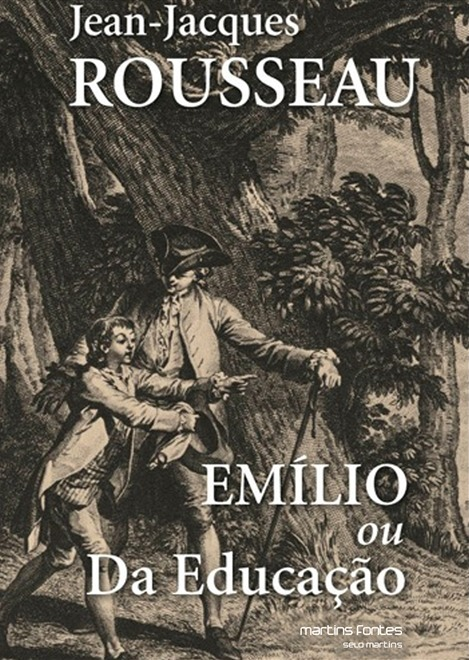 Jean-Jacques
ROUSSEAU
EMÍLIO
ou
Da Educação
martins fontes
selo martins